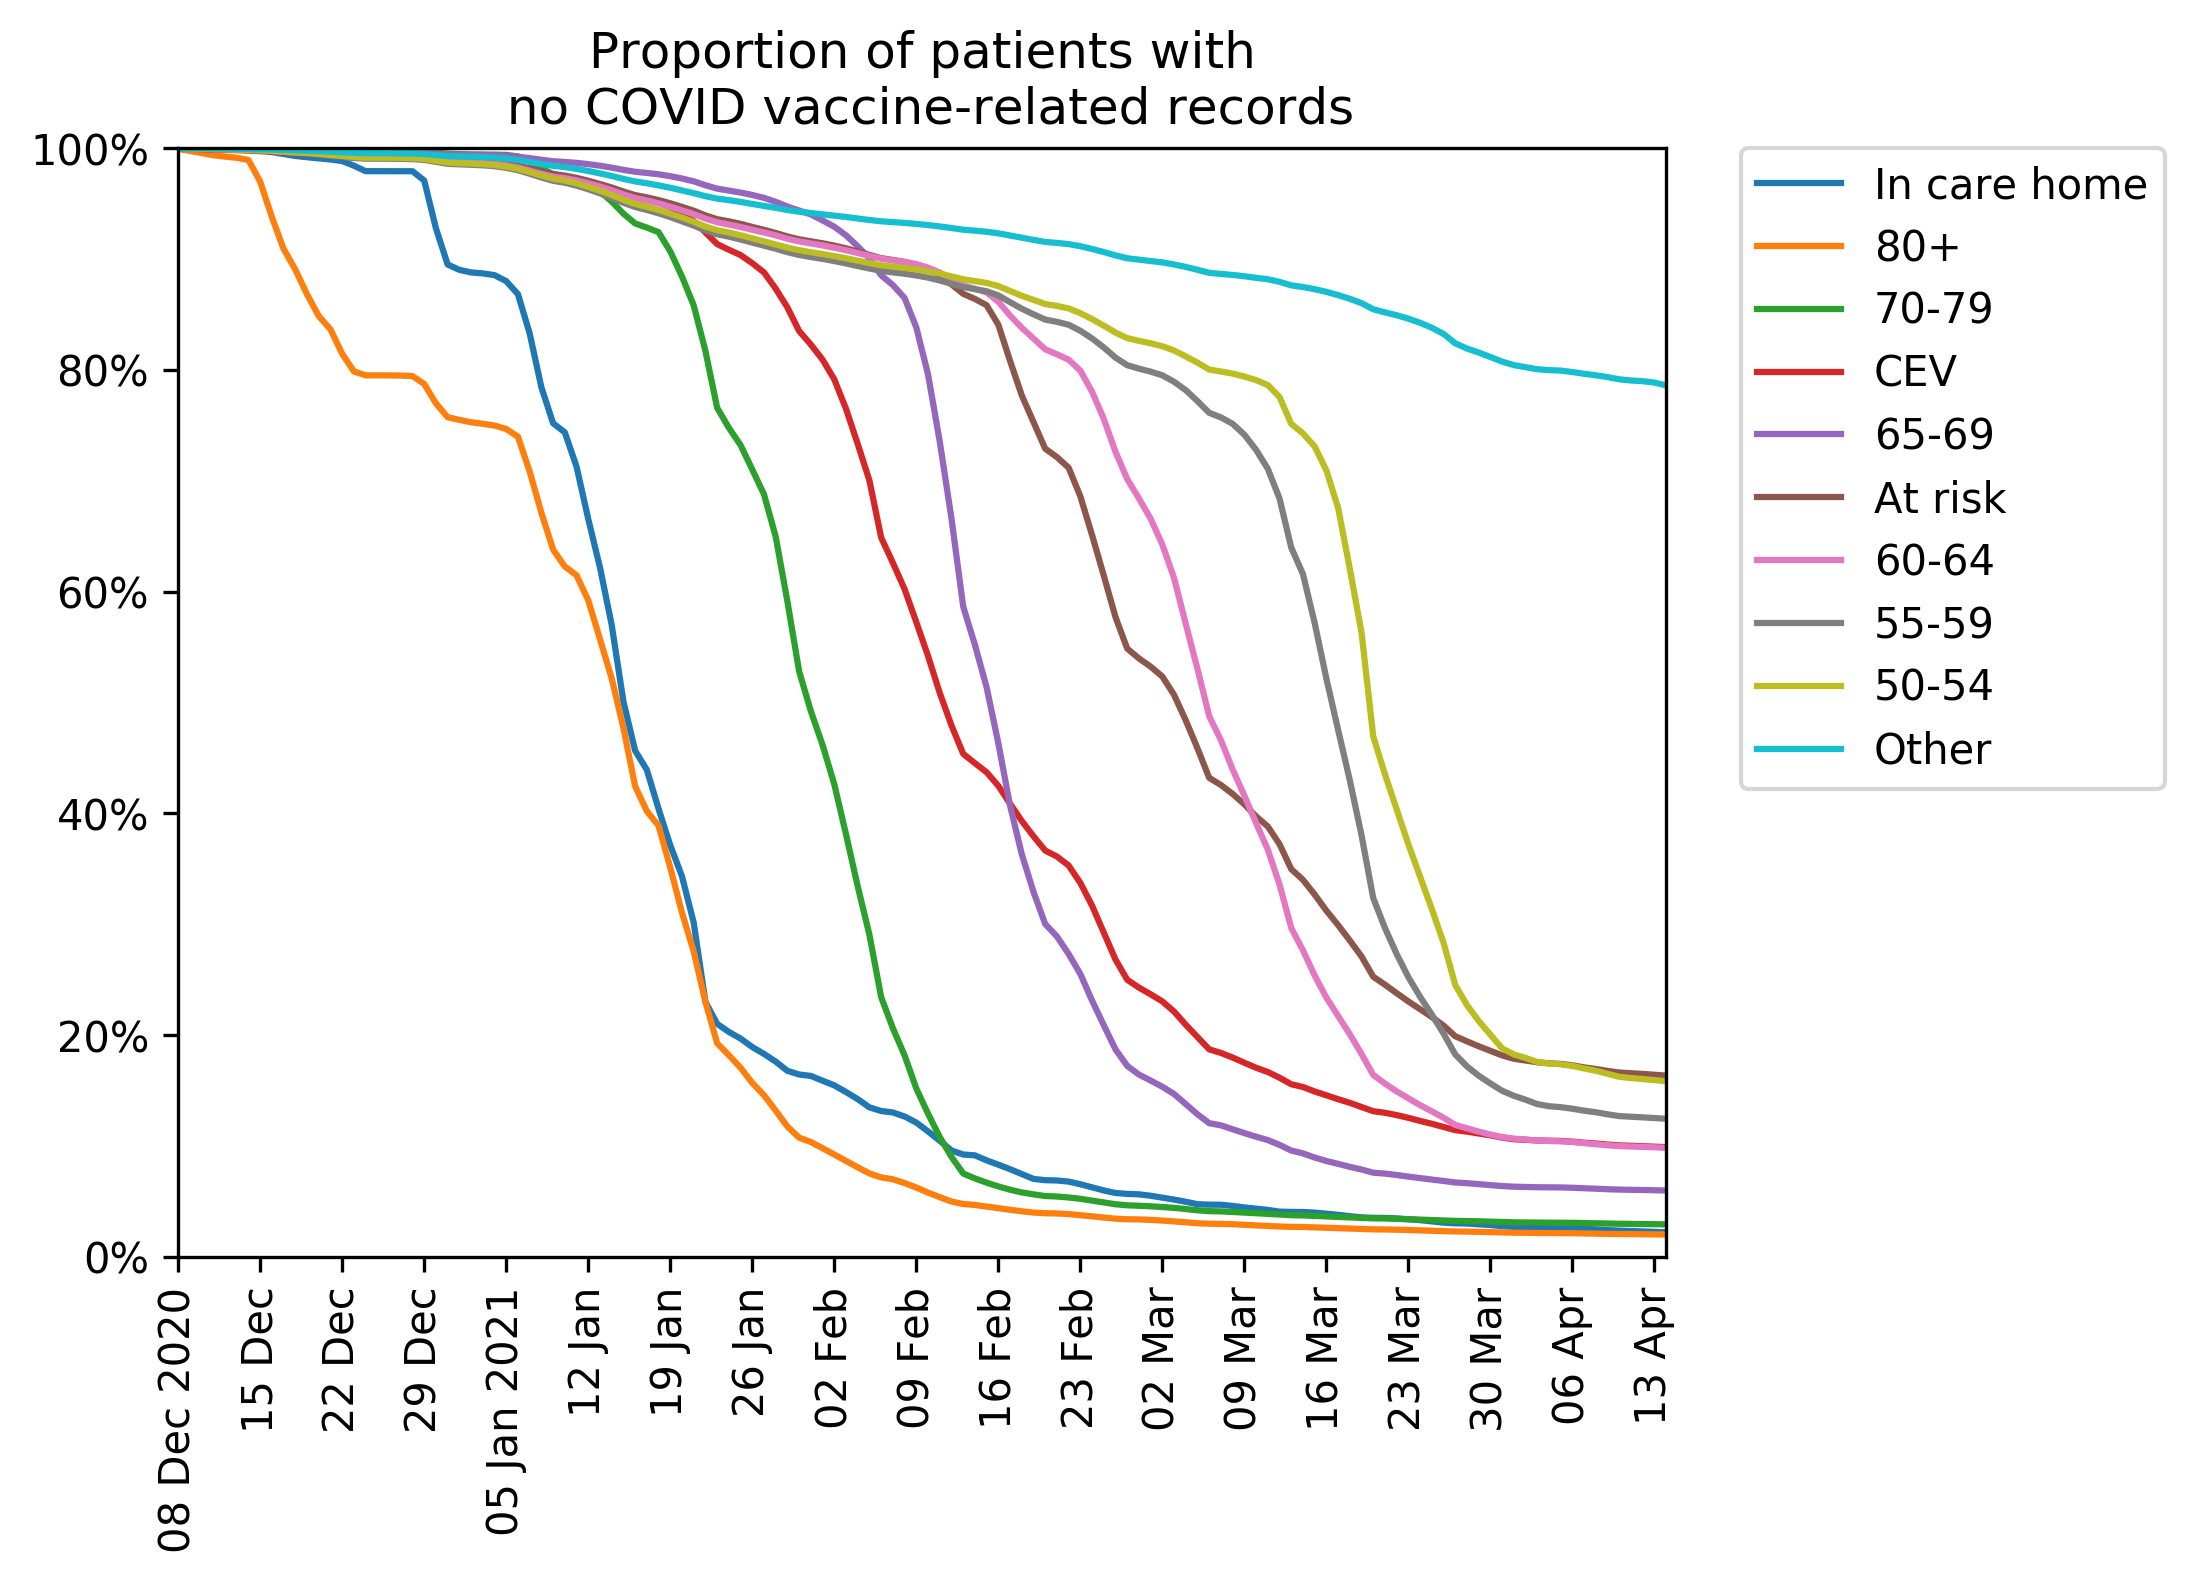 Proportion of patients with
no COVID vaccine-related records
100%
80%
60%
40%
20%
0%
08 Dec 2020
15 Dec
22 Dec
29 Dec
05 Jan 2021
12 Jan
19 Jan
26 Jan
02 Feb
09 Feb
16 Feb
23 Feb
02 Mar
09 Mar
16 Mar
23 Mar
30 Mar
06 Apr
13 Apr
In care home
80+
70-79
CEV
65-69
At risk
60-64
55-59
50-54
Other